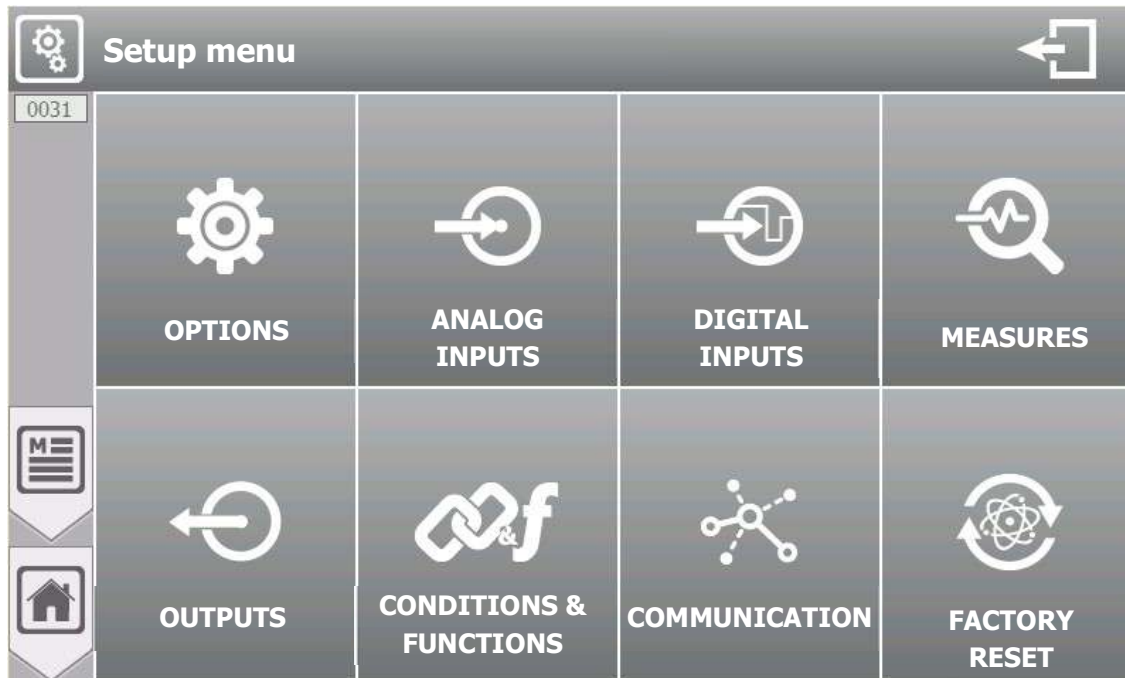 Setup menu
0031
OPTIONS
ANALOG
INPUTS
DIGITAL
INPUTS
MEASURES
M
OUTPUTS
&f
CONDITIONS &
FUNCTIONS
COMMUNICATION
FACTORY
RESET